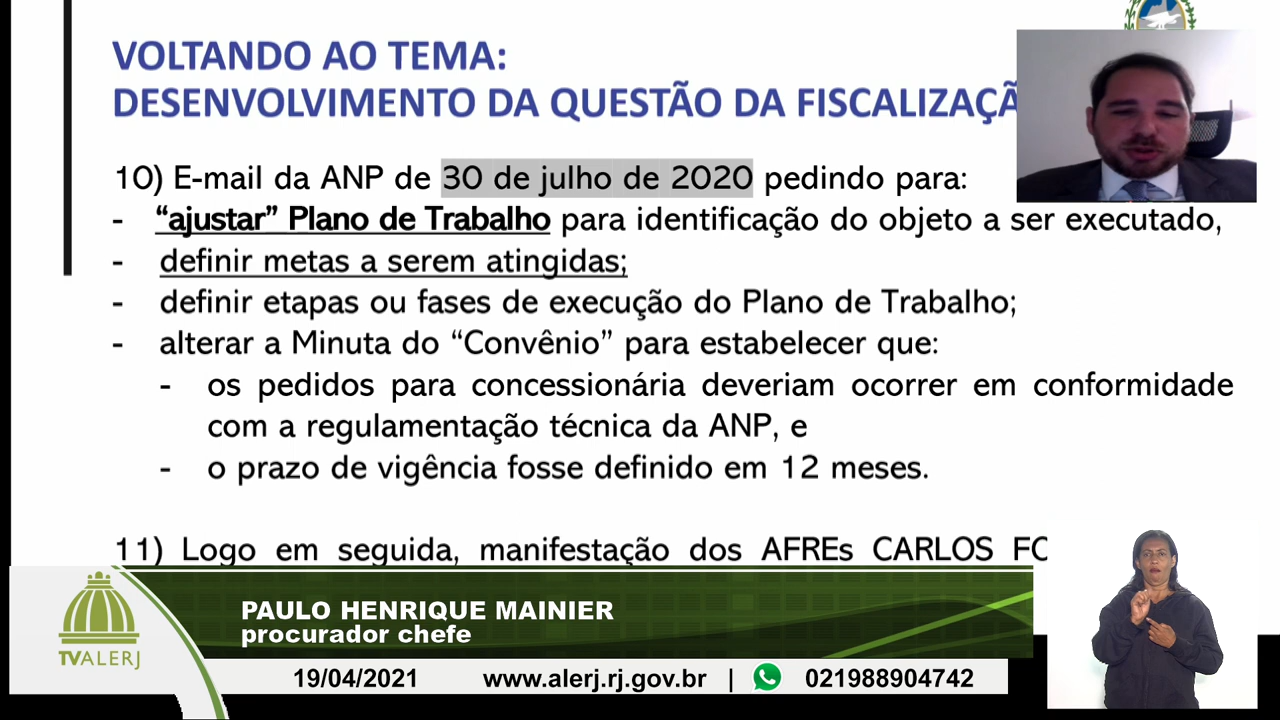 VOLTANDO AO TEMA:
DESENVOLVIMENTO DA QUESTÃO DA
10) E-mail da ANP de 30 de julho de 2020 pedindo para:
- “ajustar” Plano de Trabalho para identificação do objeto a ser executado,
- definir metas a serem atingidas;
- definir etapas ou fases de execução do Plano de Trabalho;
- alterar a Minuta do “Convênio” para estabelecer que:
- os pedidos para concessionária deveriam ocorrer em conformidade
com a regulamentação técnica da ANP, e
- o prazo de vigência fosse definido em 12 meses.
11) Logo em seguida, manifestação dos AFREs CARLOS
PAULO HENRIQUE MAINIER
procurador chefe
TVALERJ
19/04/2021 www.alerj.rj.gov.br | 021988904742